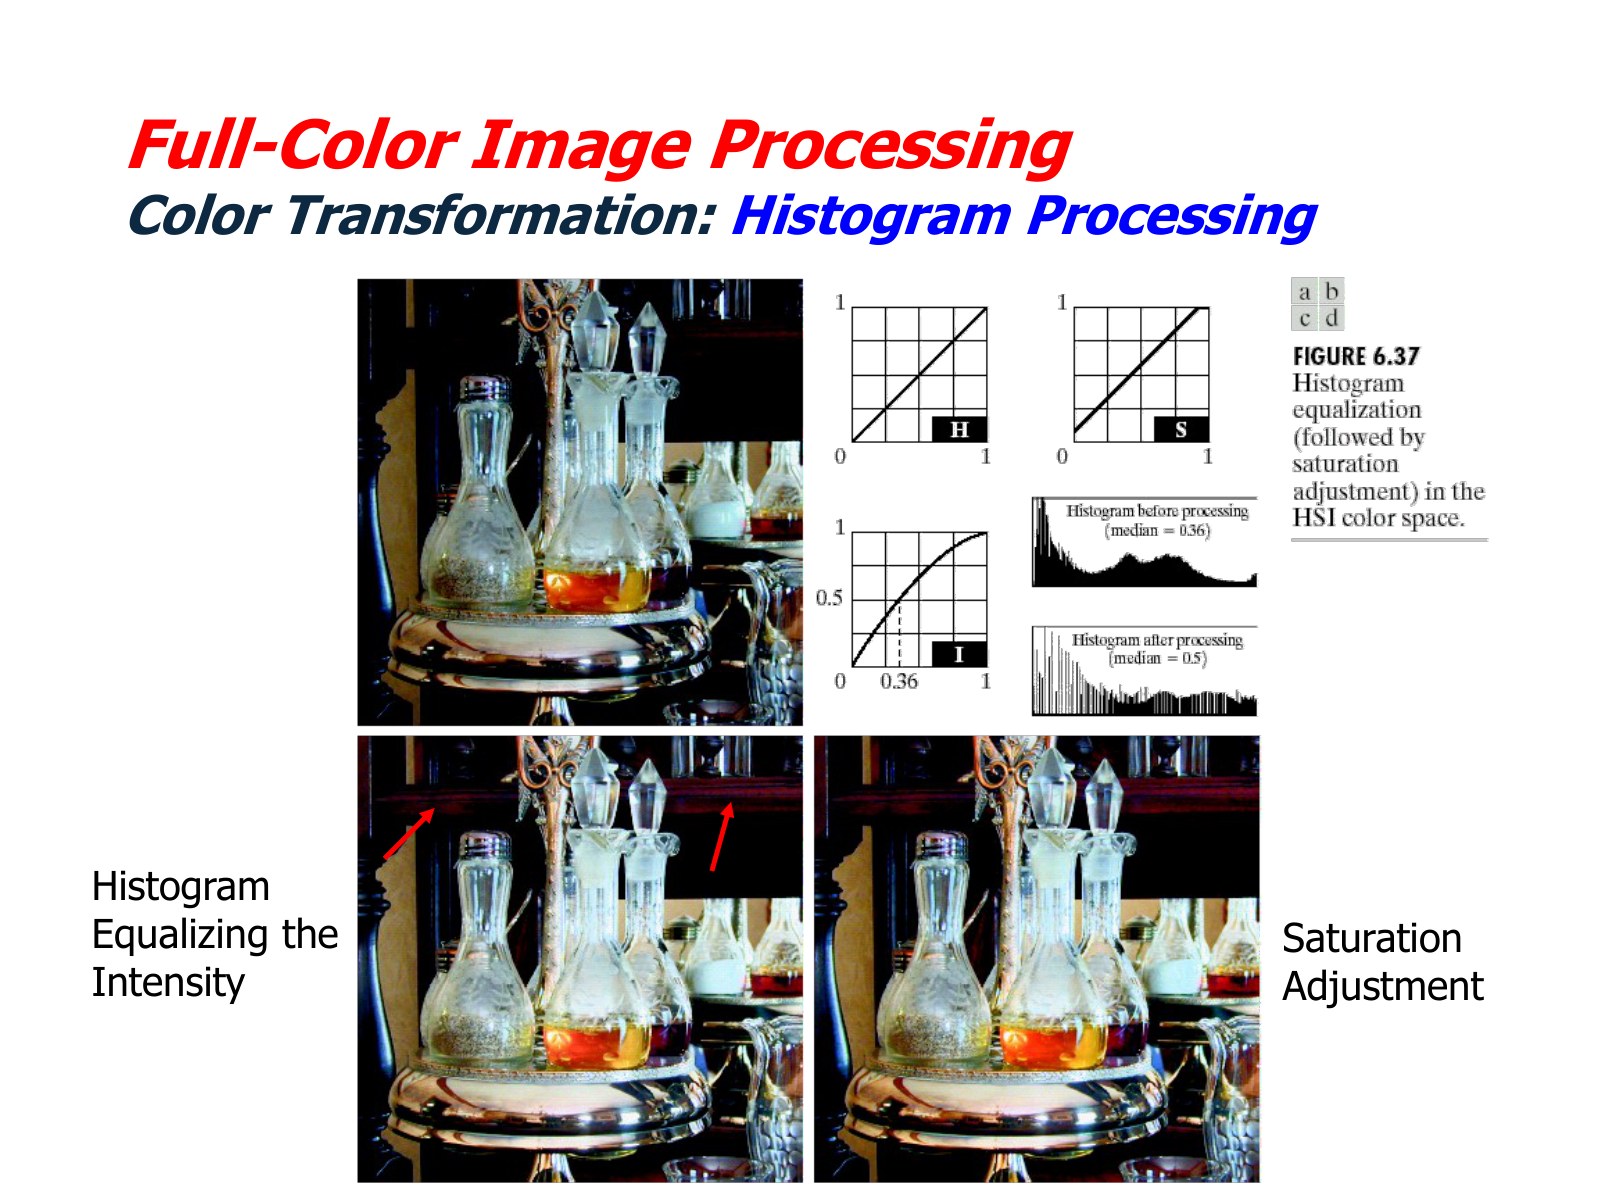 Full-Color Image Processing
Color Transformation: Histogram Processing
1
H
0
1
1
S
0
1
1
0.5
I
0
0.36
1
Histogram before processing
(median = 0.36)
Histogram after processing
(median = 0.5)
a b
c d
FIGURE 6.37
Histogram
equalization
(followed by
saturation
adjustment) in the
HSI color space.
Histogram
Equalizing the
Intensity
Saturation
Adjustment